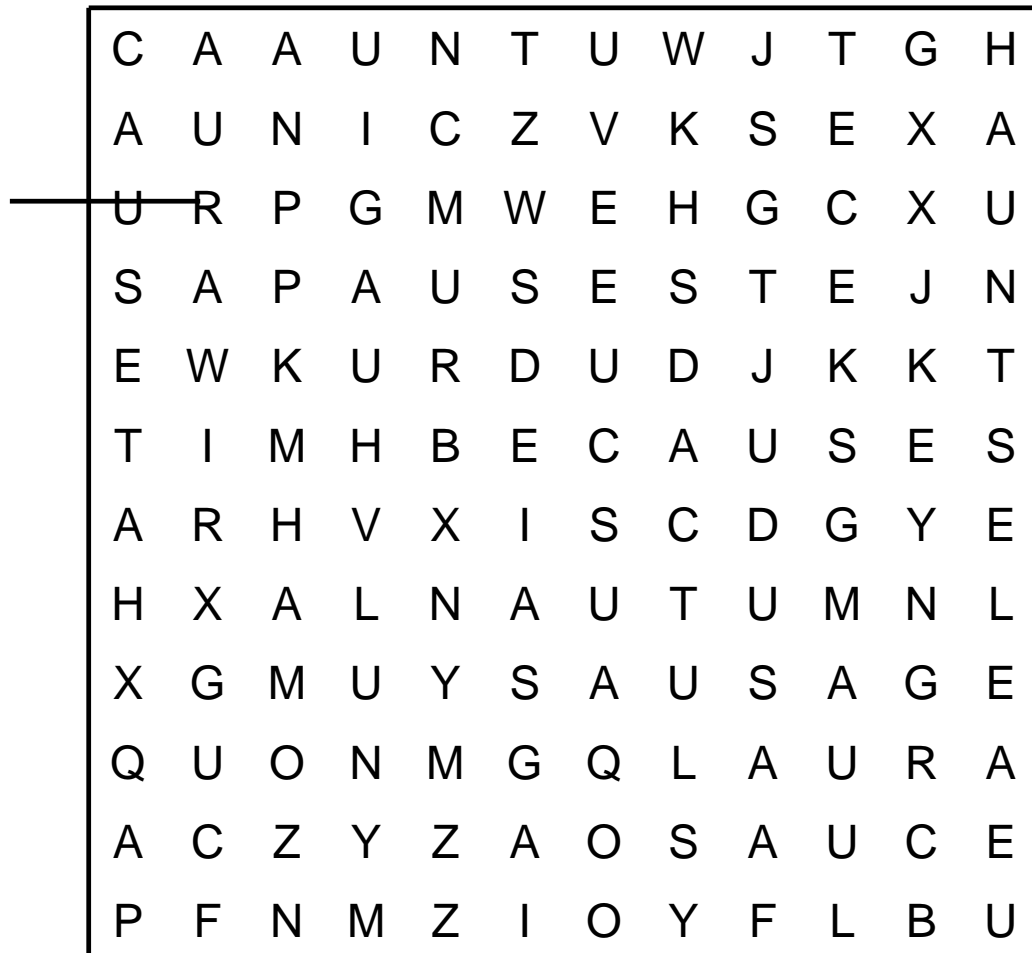 C A A U N T U W J T G H
A U N I C Z V K S E X A
U R P G M W E H G C X U
S A P A U S E S T E J N
E W K U R D U D J K K T
T I M H B E C A U S E S
A R H V X I S C D G Y E
H X A L N A U T U M N L
X G M U Y S A U S A G E
Q U O N M G Q L A U R A
A C Z Y Z A O S A U C E
P F N M Z I O Y F L B U